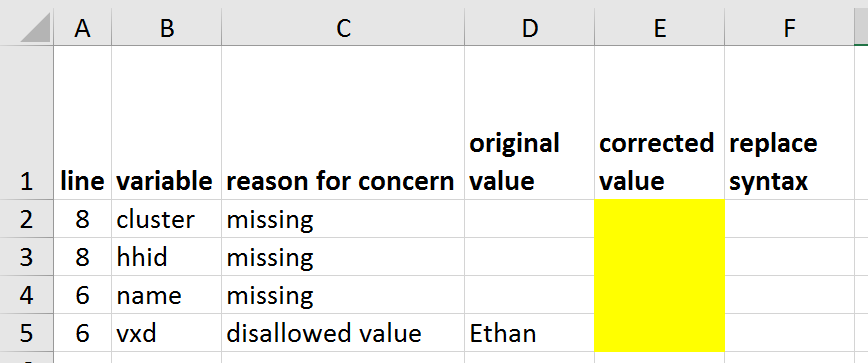 A B C D E F
original corrected replace
1 line variable reason for concern value value syntax
2 8 cluster missing
3 8 hhid missing
4 6 name missing
5 6 vxd disallowed value Ethan